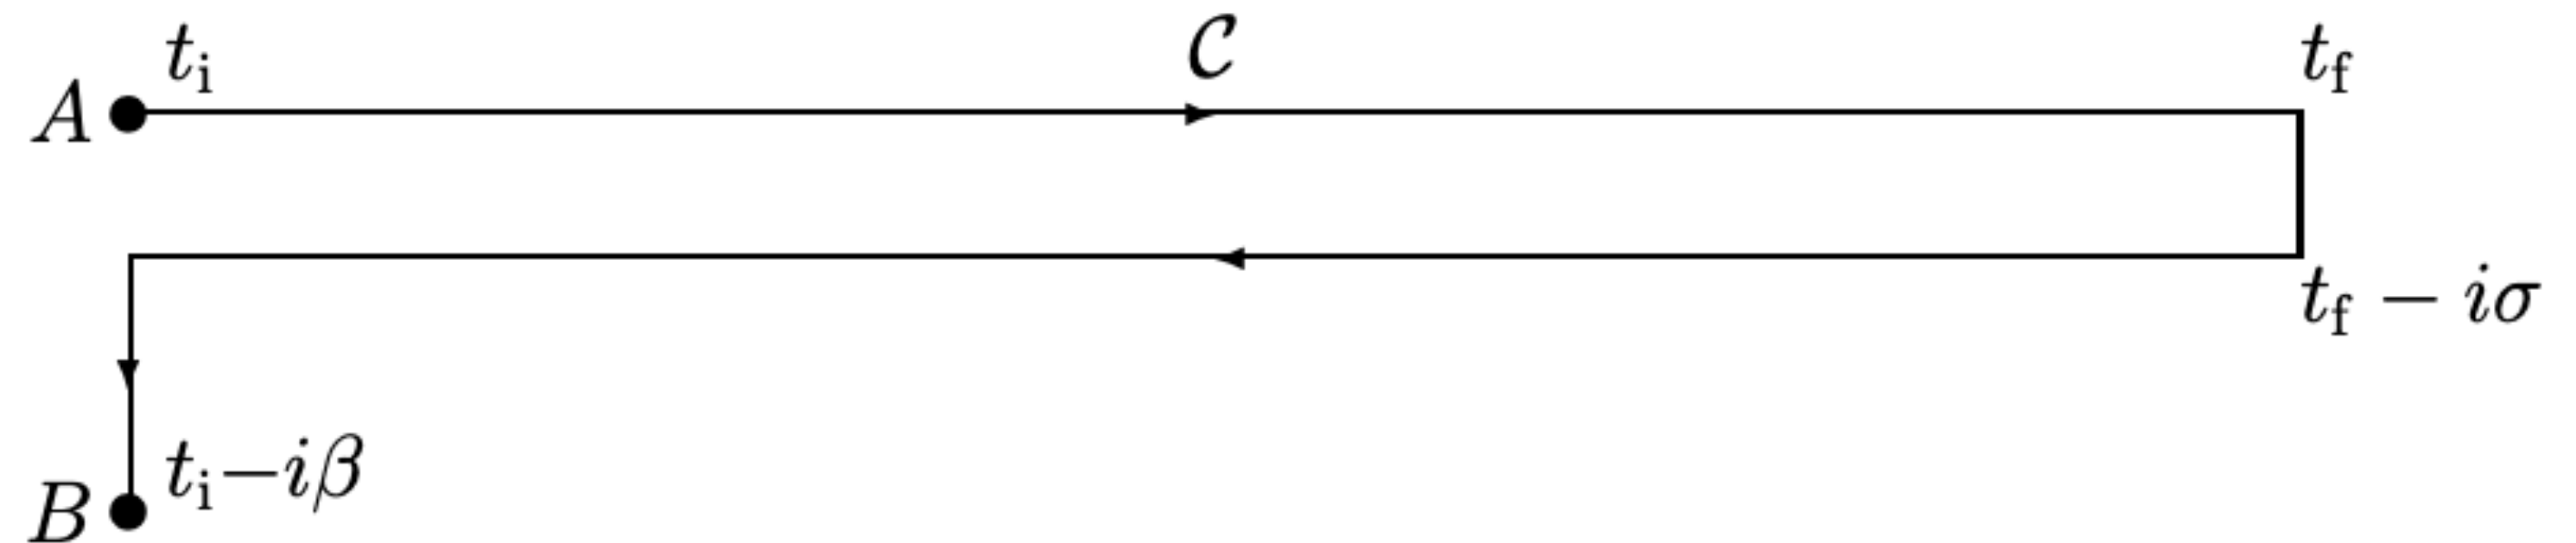 t_i 𝒞 t_f
A
t_f − iσ
t_i−iβ
B